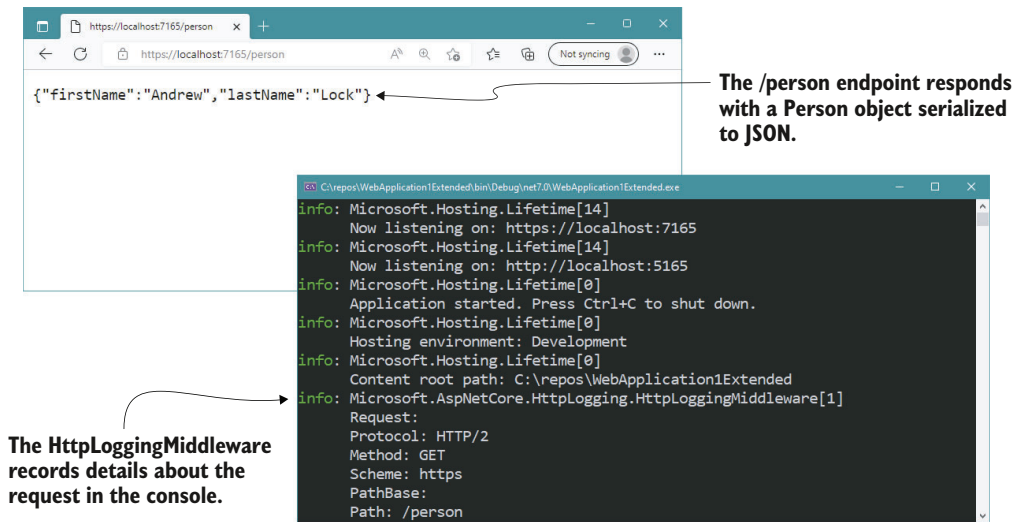 https://localhost:7165/person
https://localhost:7165/person
Not syncing
{"firstName":"Andrew","lastName":"Lock"}
The /person endpoint responds
with a Person object serialized
to JSON.
C:\repos\WebApplication1Extended\bin\Debug\net7.0\WebApplication1Extended.exe
info: Microsoft.Hosting.Lifetime[14]
Now listening on: https://localhost:7165
info: Microsoft.Hosting.Lifetime[14]
Now listening on: http://localhost:5165
info: Microsoft.Hosting.Lifetime[0]
Application started. Press Ctrl+C to shut down.
info: Microsoft.Hosting.Lifetime[0]
Hosting environment: Development
info: Microsoft.Hosting.Lifetime[0]
Content root path: C:\repos\WebApplication1Extended
info: Microsoft.AspNetCore.HttpLogging.HttpLoggingMiddleware[1]
Request:
Protocol: HTTP/2
Method: GET
Scheme: https
PathBase:
Path: /person
The HttpLoggingMiddleware
records details about the
request in the console.